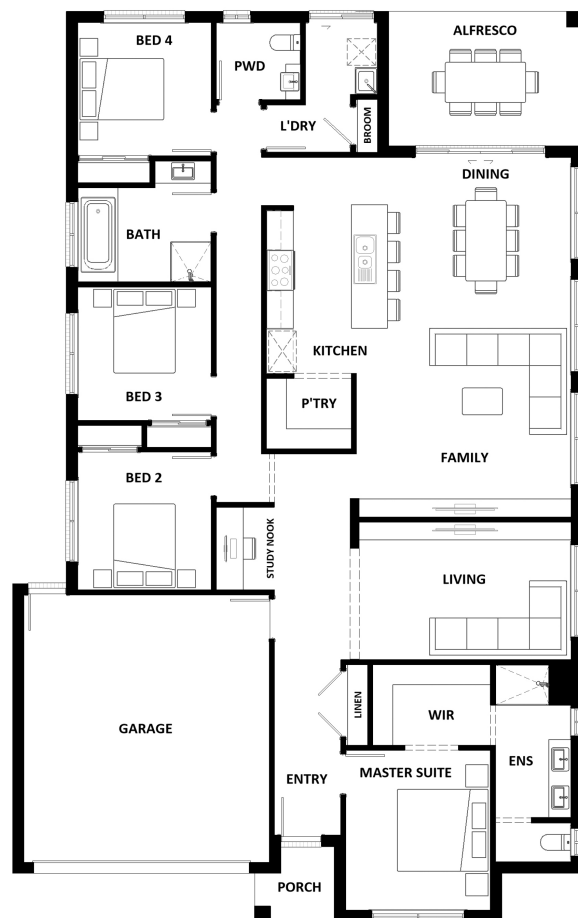 BED 4
ALFRESCO
PWD
L'DRY
BROOM
DINING
BATH
KITCHEN
BED 3
P'TRY
FAMILY
BED 2
STUDY NOOK
LIVING
LINEN
WIR
GARAGE
ENS
MASTER SUITE
ENTRY
PORCH